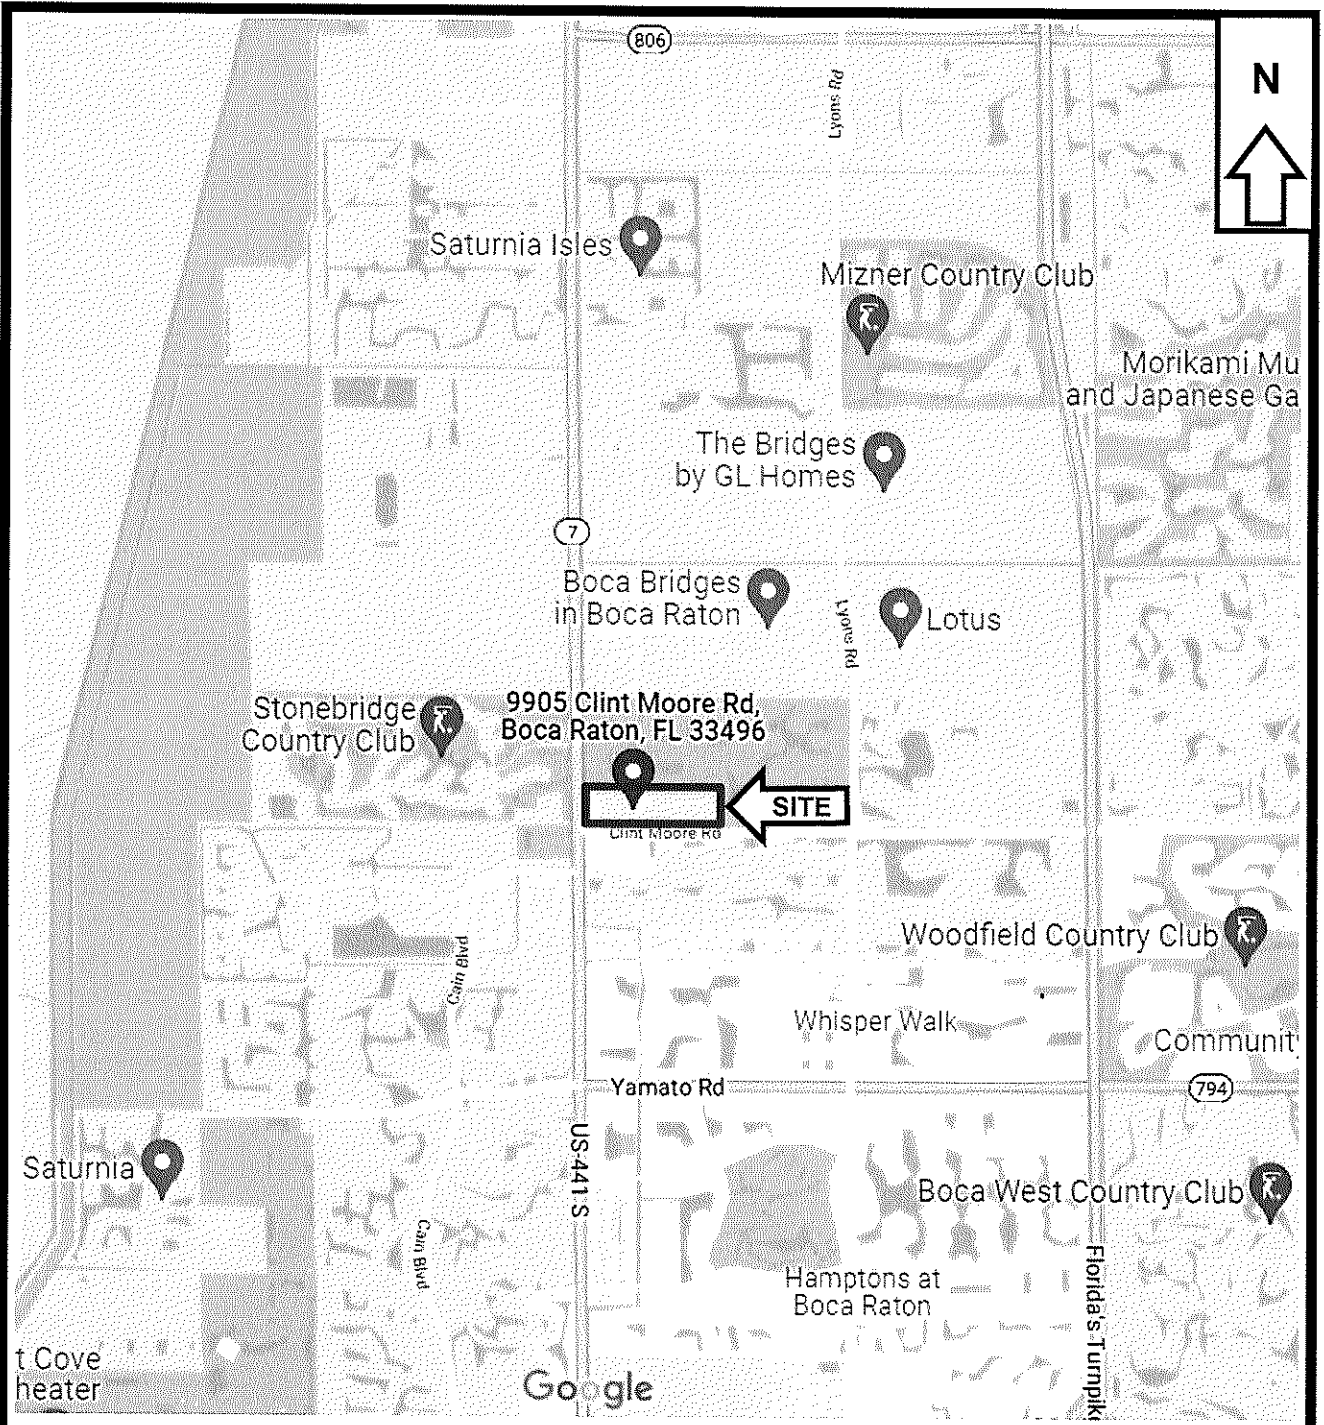 806
N
Lyons Rd
Saturnia Isles
Mizner Country Club
Morikami Mu
and Japanese Ga
The Bridges
by GL Homes
7
Boca Bridges
in Boca Raton
Lyons Rd
Lotus
Stonebridge
Country Club
9905 Clint Moore Rd,
Boca Raton, FL 33496
SITE
Clint Moore Rd
Woodfield Country Club
Cain Blvd
Whisper Walk
Communit
Yamato Rd
794
US-441 S
Saturnia
Boca West Country Club
Cain Blvd
Hamptons at
Boca Raton
Florida's Turnpik
t Cove
heater
Google